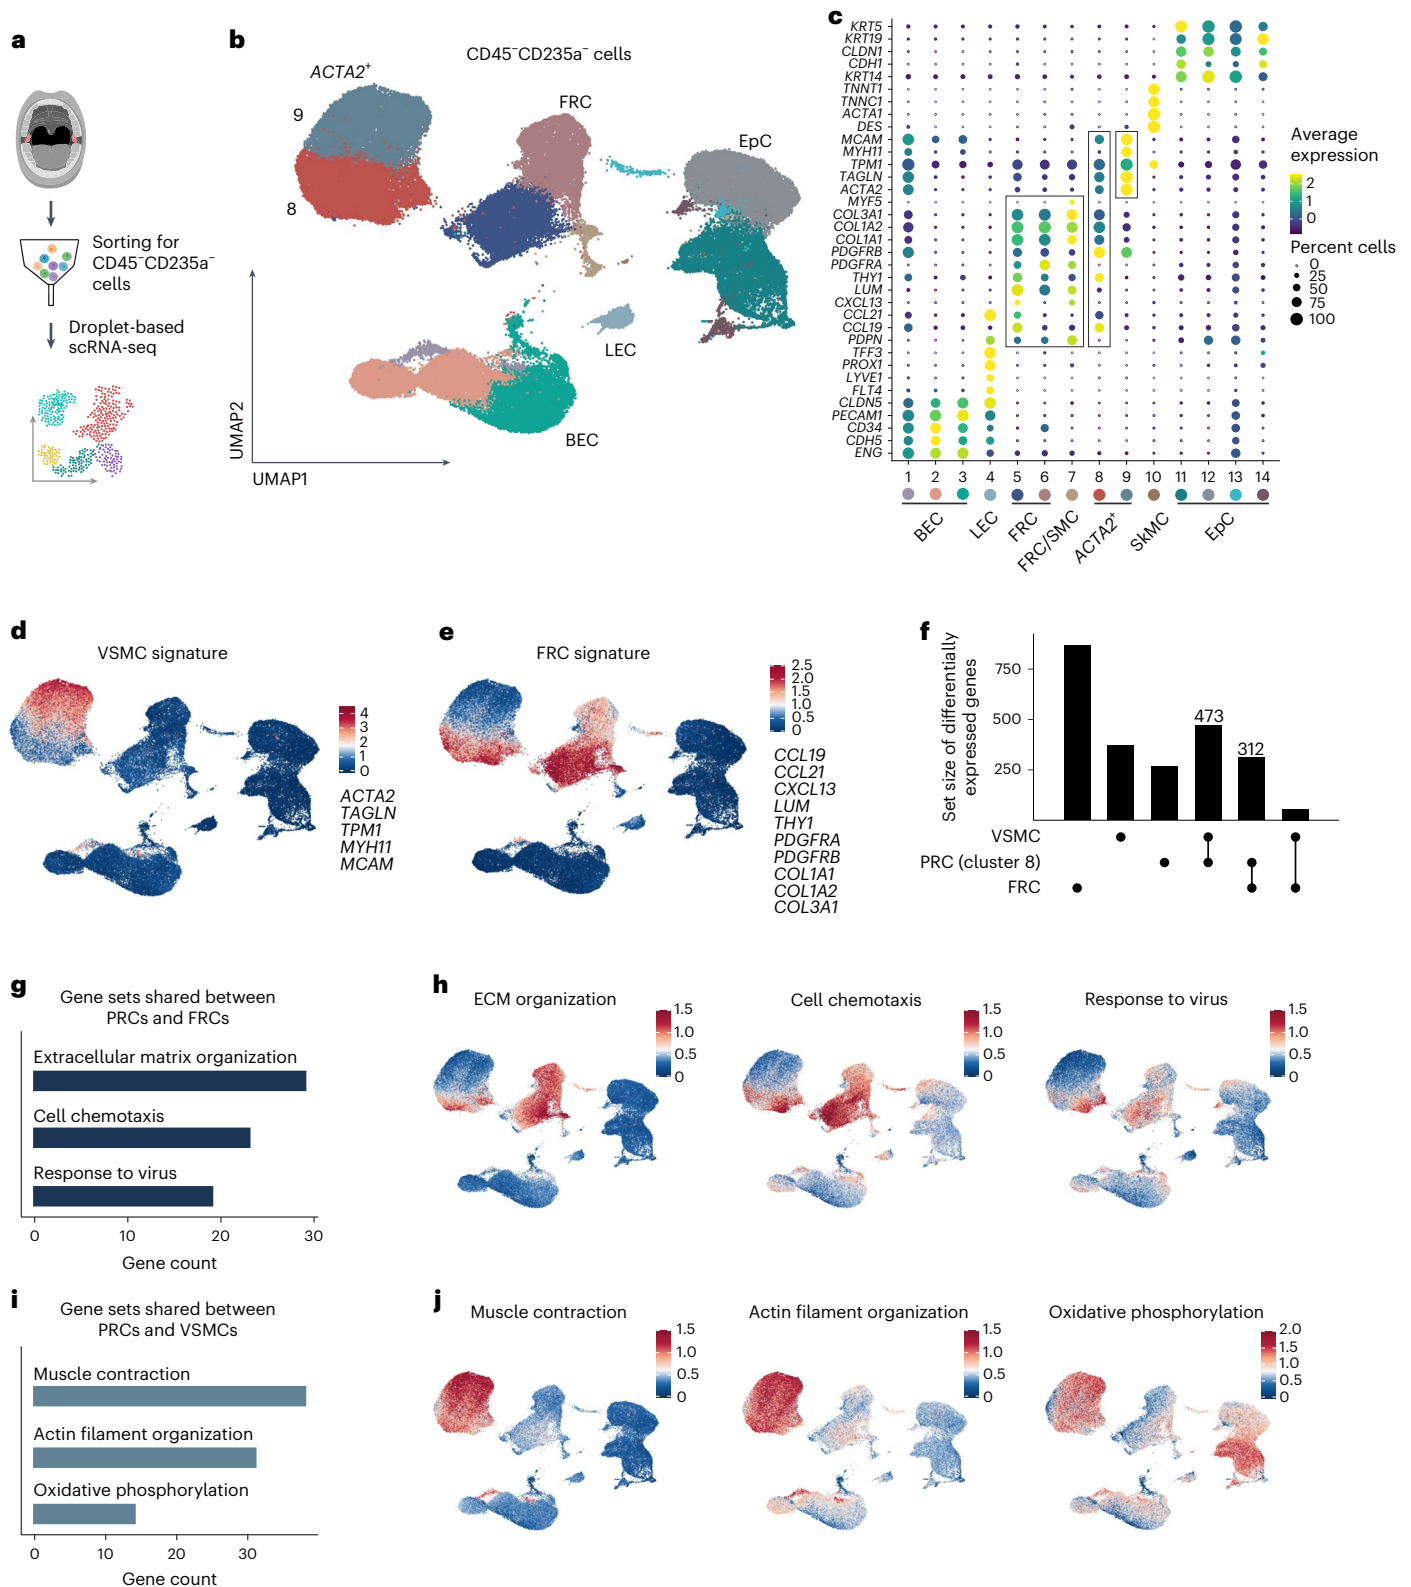 a
Sorting for
CD45⁻CD235a⁻
cells
Droplet-based
scRNA-seq
b
CD45⁻CD235a⁻ cells
ACTA2⁺
9
8
FRC
EpC
LEC
BEC
UMAP2
UMAP1
c
KRT5
KRT19
CLDN1
CDH1
KRT14
TNNT1
TNNC1
ACTA1
DES
MCAM
MYH11
TPM1
TAGLN
ACTA2
MYF5
COL3A1
COL1A2
COL1A1
PDGFRB
PDGFRA
THY1
LUM
CXCL13
CCL21
CCL19
PDPN
TFF3
PROX1
LYVE1
FLT4
CLDN5
PECAM1
CD34
CDH5
ENG
1 2 3 4 5 6 7 8 9 10 11 12 13 14
BEC
LEC
FRC
FRC/SMC
ACTA2⁺
SkMC
EpC
Average
expression
2
1
0
Percent cells
0
25
50
75
100
d
VSMC signature
4
3
2
1
0
ACTA2
TAGLN
TPM1
MYH11
MCAM
e
FRC signature
2.5
2.0
1.5
1.0
0.5
0
CCL19
CCL21
CXCL13
LUM
THY1
PDGFRA
PDGFRB
COL1A1
COL1A2
COL3A1
f
Set size of differentially
expressed genes
750
500
250
473
312
VSMC
PRC (cluster 8)
FRC
g
Gene sets shared between
PRCs and FRCs
Extracellular matrix organization
Cell chemotaxis
Response to virus
0 10 20 30
Gene count
h
ECM organization
1.5
1.0
0.5
0
Cell chemotaxis
1.5
1.0
0.5
0
Response to virus
1.5
1.0
0.5
0
i
Gene sets shared between
PRCs and VSMCs
Muscle contraction
Actin filament organization
Oxidative phosphorylation
0 10 20 30
Gene count
j
Muscle contraction
1.5
1.0
0.5
0
Actin filament organization
1.5
1.0
0.5
0
Oxidative phosphorylation
2.0
1.5
1.0
0.5
0